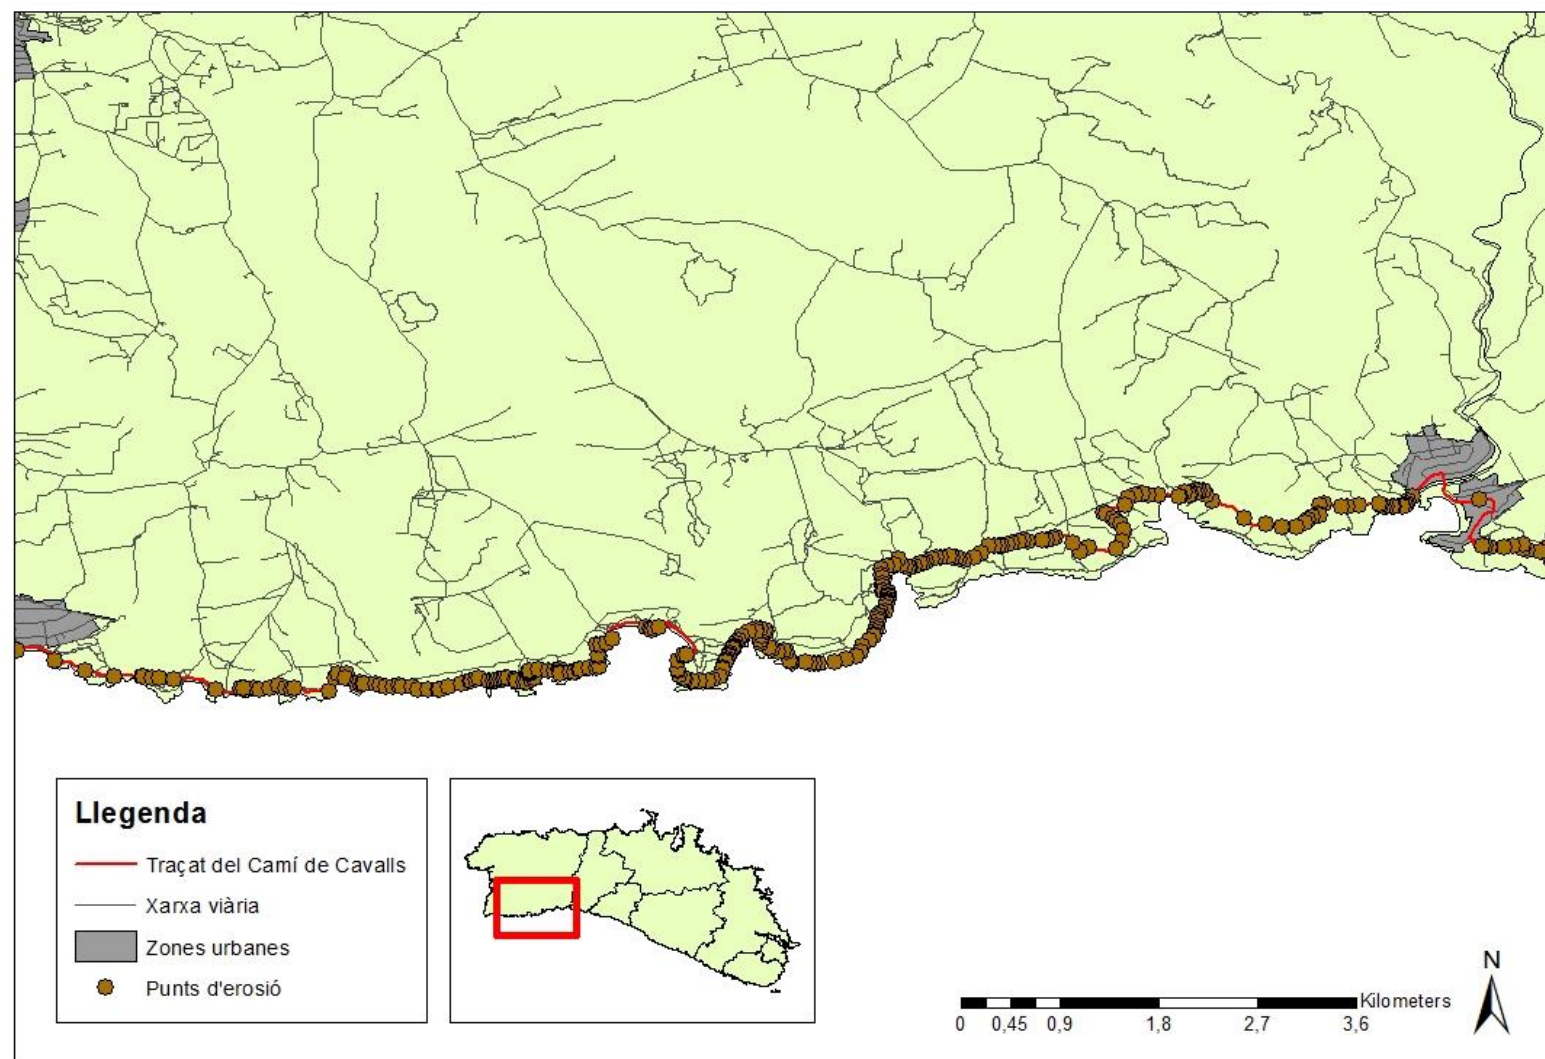 Llegenda
Traçat del Camí de Cavalls
Xarxa viària
Zones urbanes
Punts d'erosió
N
Kilometers
0 0,45 0,9 1,8 2,7 3,6